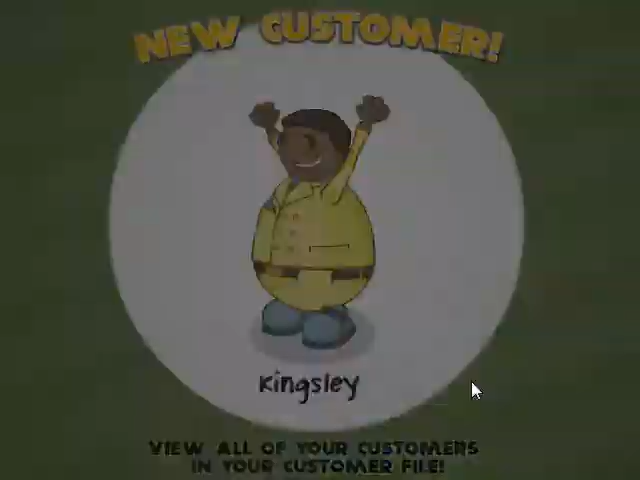 NEW CUSTOMER!
Kingsley
VIEW ALL OF YOUR CUSTOMERS
IN YOUR CUSTOMER FILE!